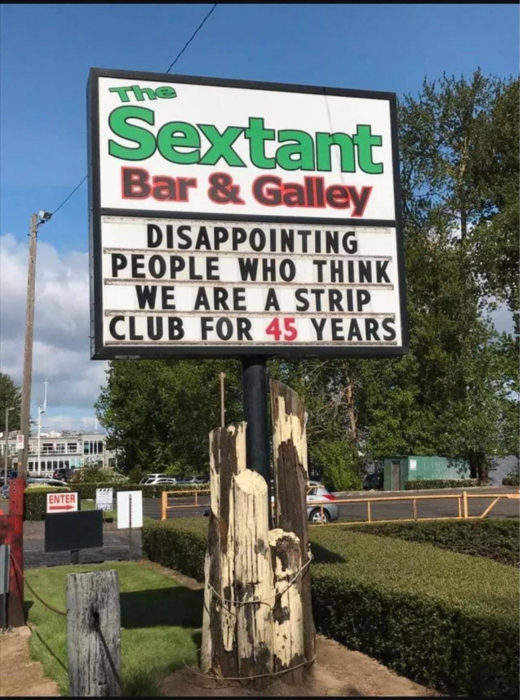 The
Sextant
Bar & Galley
DISAPPOINTING
PEOPLE WHO THINK
WE ARE A STRIP
CLUB FOR 45 YEARS
ENTER